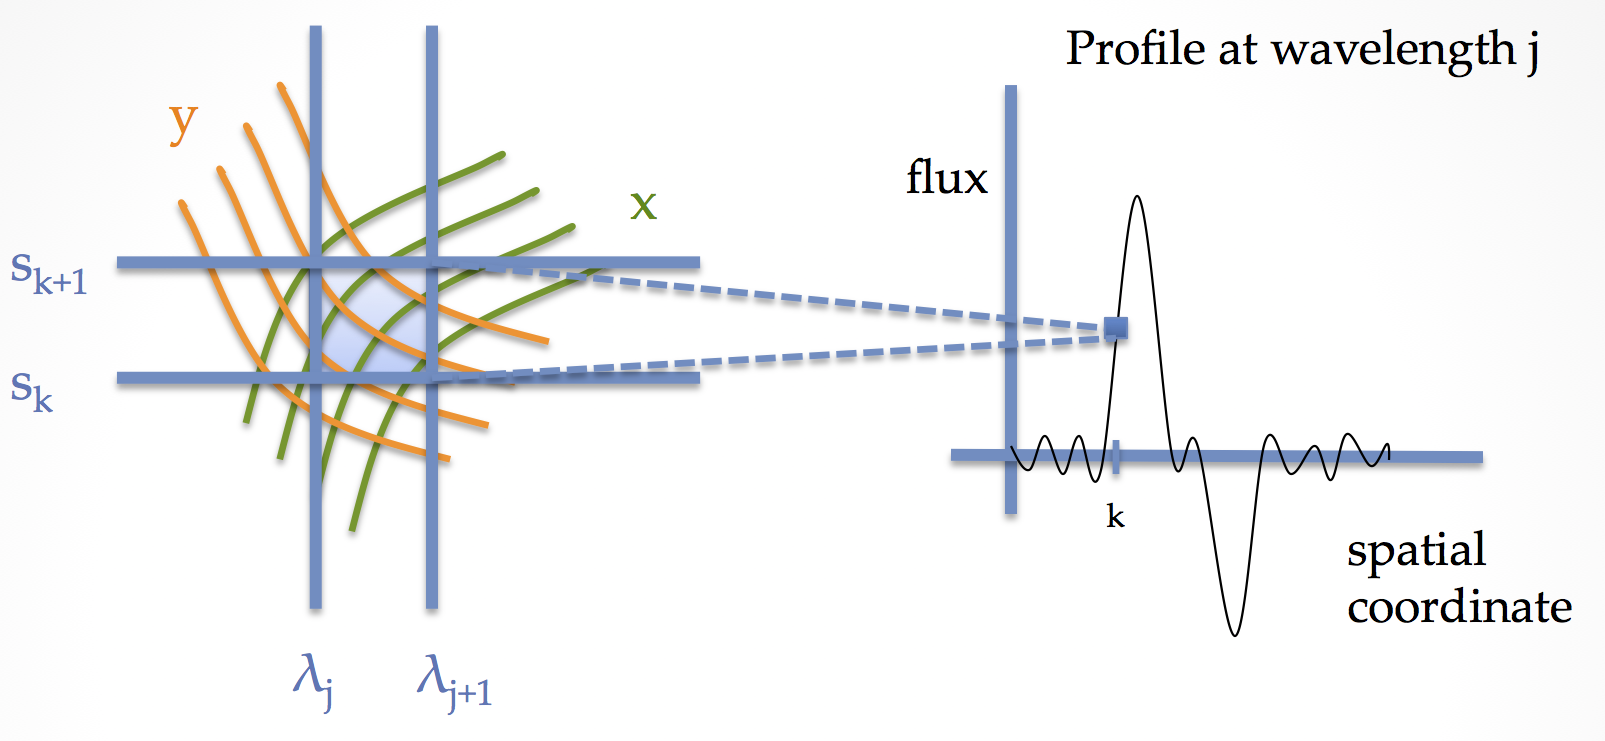 Profile at wavelength j
y
flux
x
s_{k+1}
s_k
k
spatial
coordinate
λ_j
λ_{j+1}